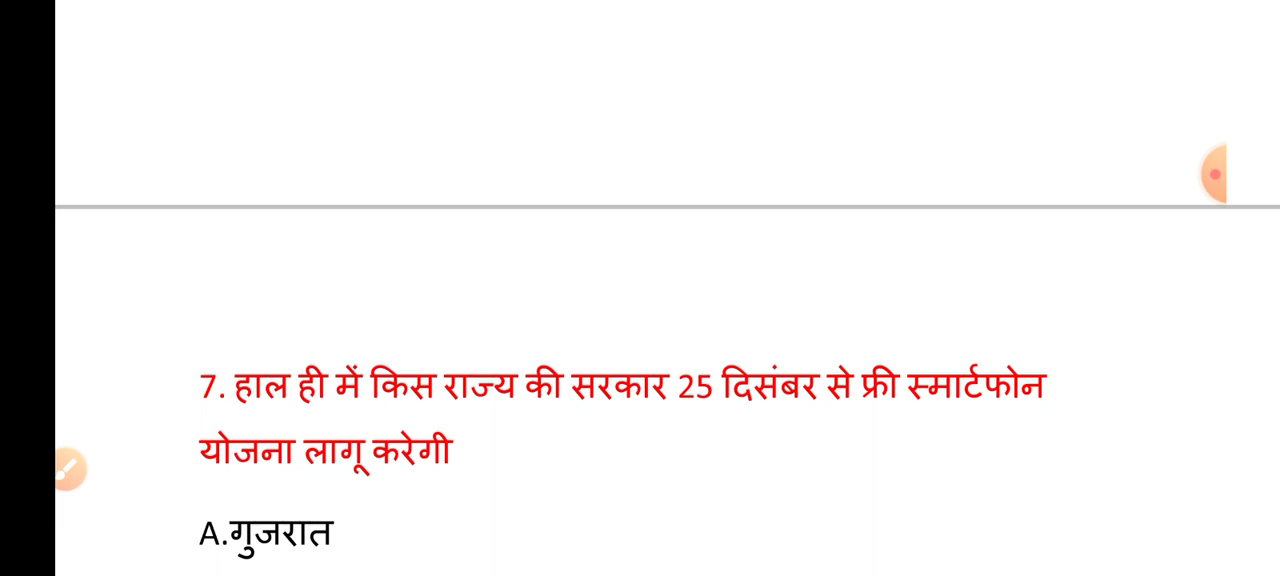 7. हाल ही में किस राज्य की सरकार 25 दिसंबर से फ्री स्मार्टफोन
योजना लागू करेगी
A.गुजरात